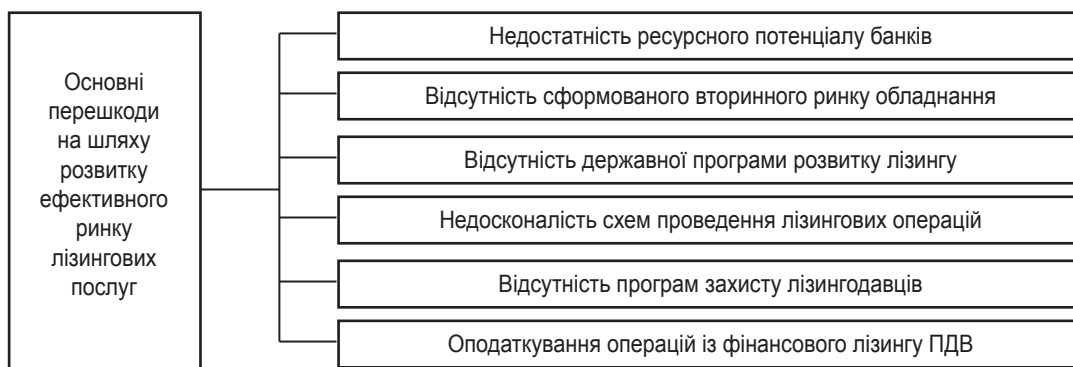 Основні
перешкоди
на шляху
розвитку
ефективного
ринку
лізингових
послуг
Недостатність ресурсного потенціалу банків
Відсутність сформованого вторинного ринку обладнання
Відсутність державної програми розвитку лізингу
Недосконалість схем проведення лізингових операцій
Відсутність програм захисту лізингодавців
Оподаткування операцій із фінансового лізингу ПДВ